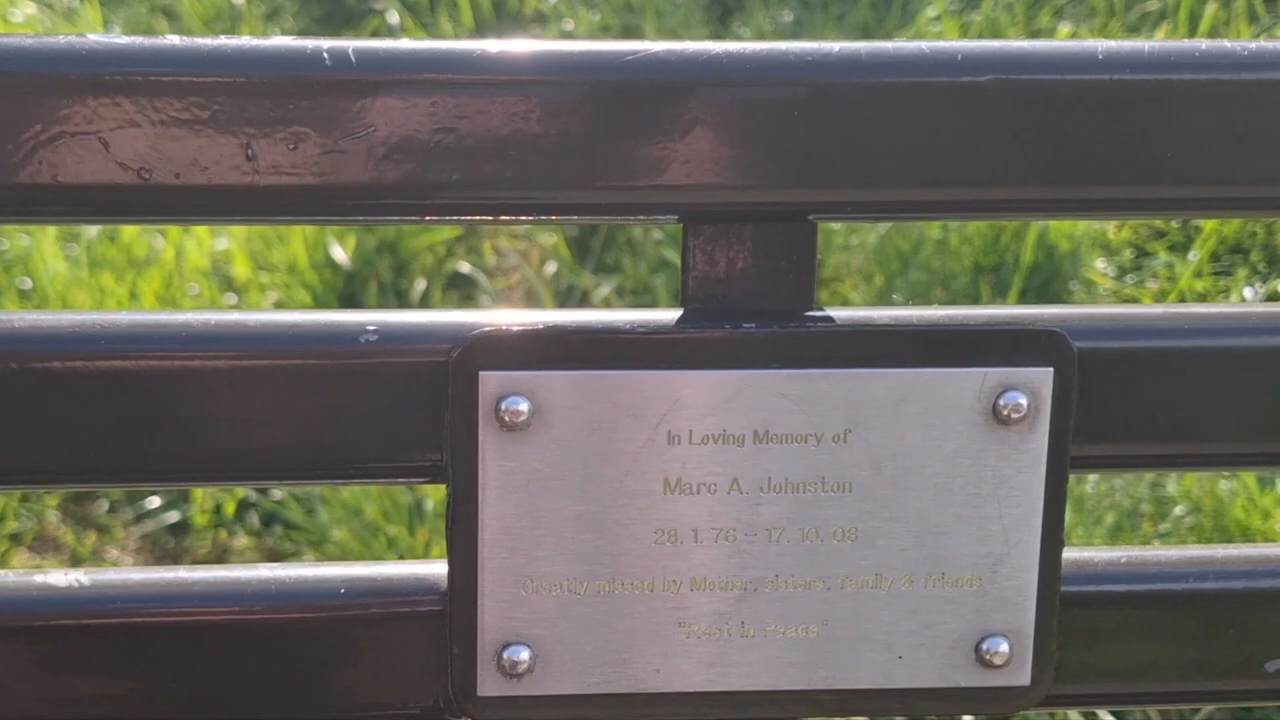 In Loving Memory of
Marc A. Johnston
28. 1. 76 - 17. 10. 08
Greatly missed by Mother, sisters, family & friends
"Rest in Peace"